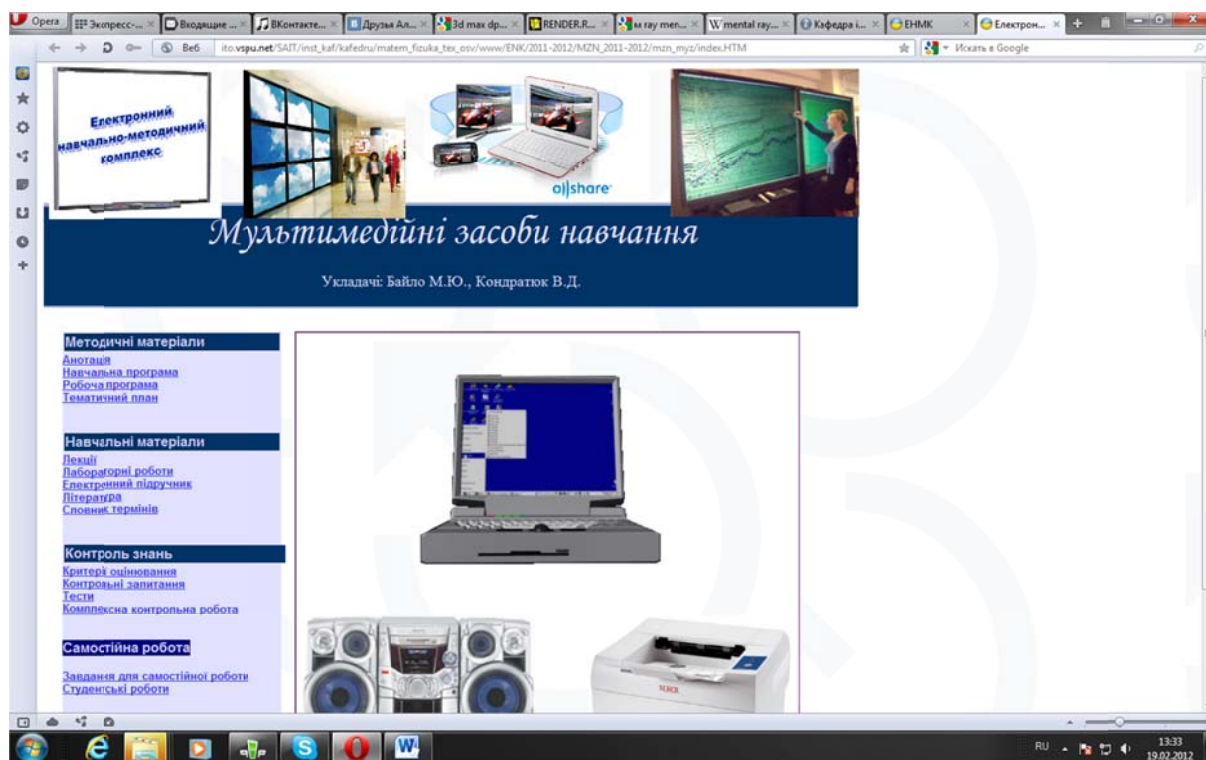 Opera
Экспресс-...
Входящие ...
ВКонтакте...
Друзья Ал...
3d max dp...
RENDER.R...
м ray men...
mental ray...
Кафедра і...
ЕНМК
Електрон...
Веб
ito.vspu.net/SAIT/inst_kaf/kafedru/matem_fizuka_tex_osv/www/ENK/2011-2012/MZN_2011-2012/mzn_myz/index.HTM
Искать в Google
Електронний
навчально-методичний
комплекс
allshare
Мультимедійні засоби навчання
Укладачі: Байло М.Ю., Кондратюк В.Д.
Методичні матеріали
Анотація
Навчальна програма
Робоча програма
Тематичний план
Навчальні матеріали
Лекції
Лабораторні роботи
Електронний підручник
Література
Словник термінів
Контроль знань
Критерії оцінювання
Контрольні запитання
Тести
Комплексна контрольна робота
Самостійна робота
Завдання для самостійної роботи
Студентські роботи
XEROX
RU
13:33
19.02.2012